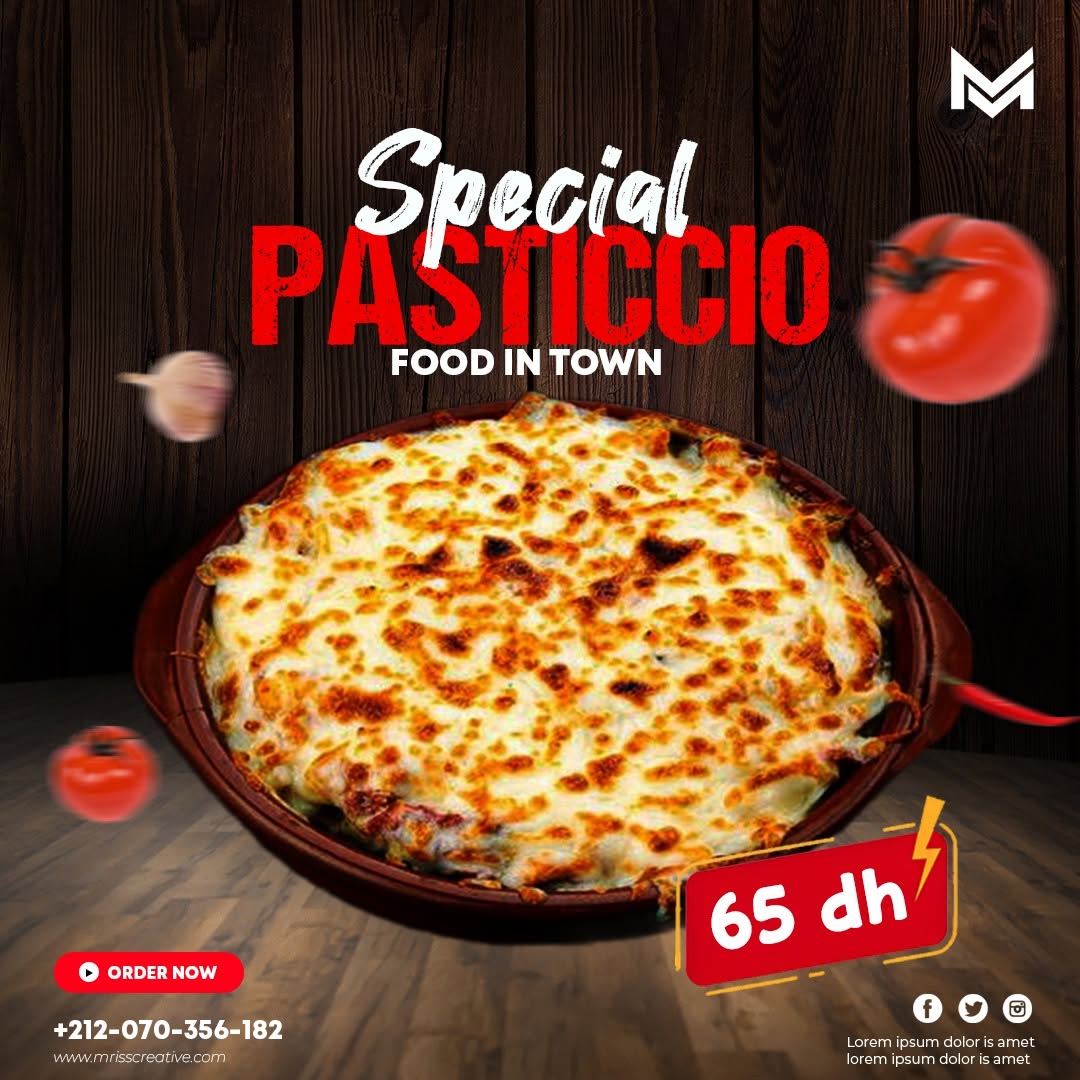 Special
PASTICCIO
FOOD IN TOWN
65 dh
ORDER NOW
+212-070-356-182
www.mrisscreative.com
Lorem ipsum dolor is amet
lorem ipsum dolor is amet